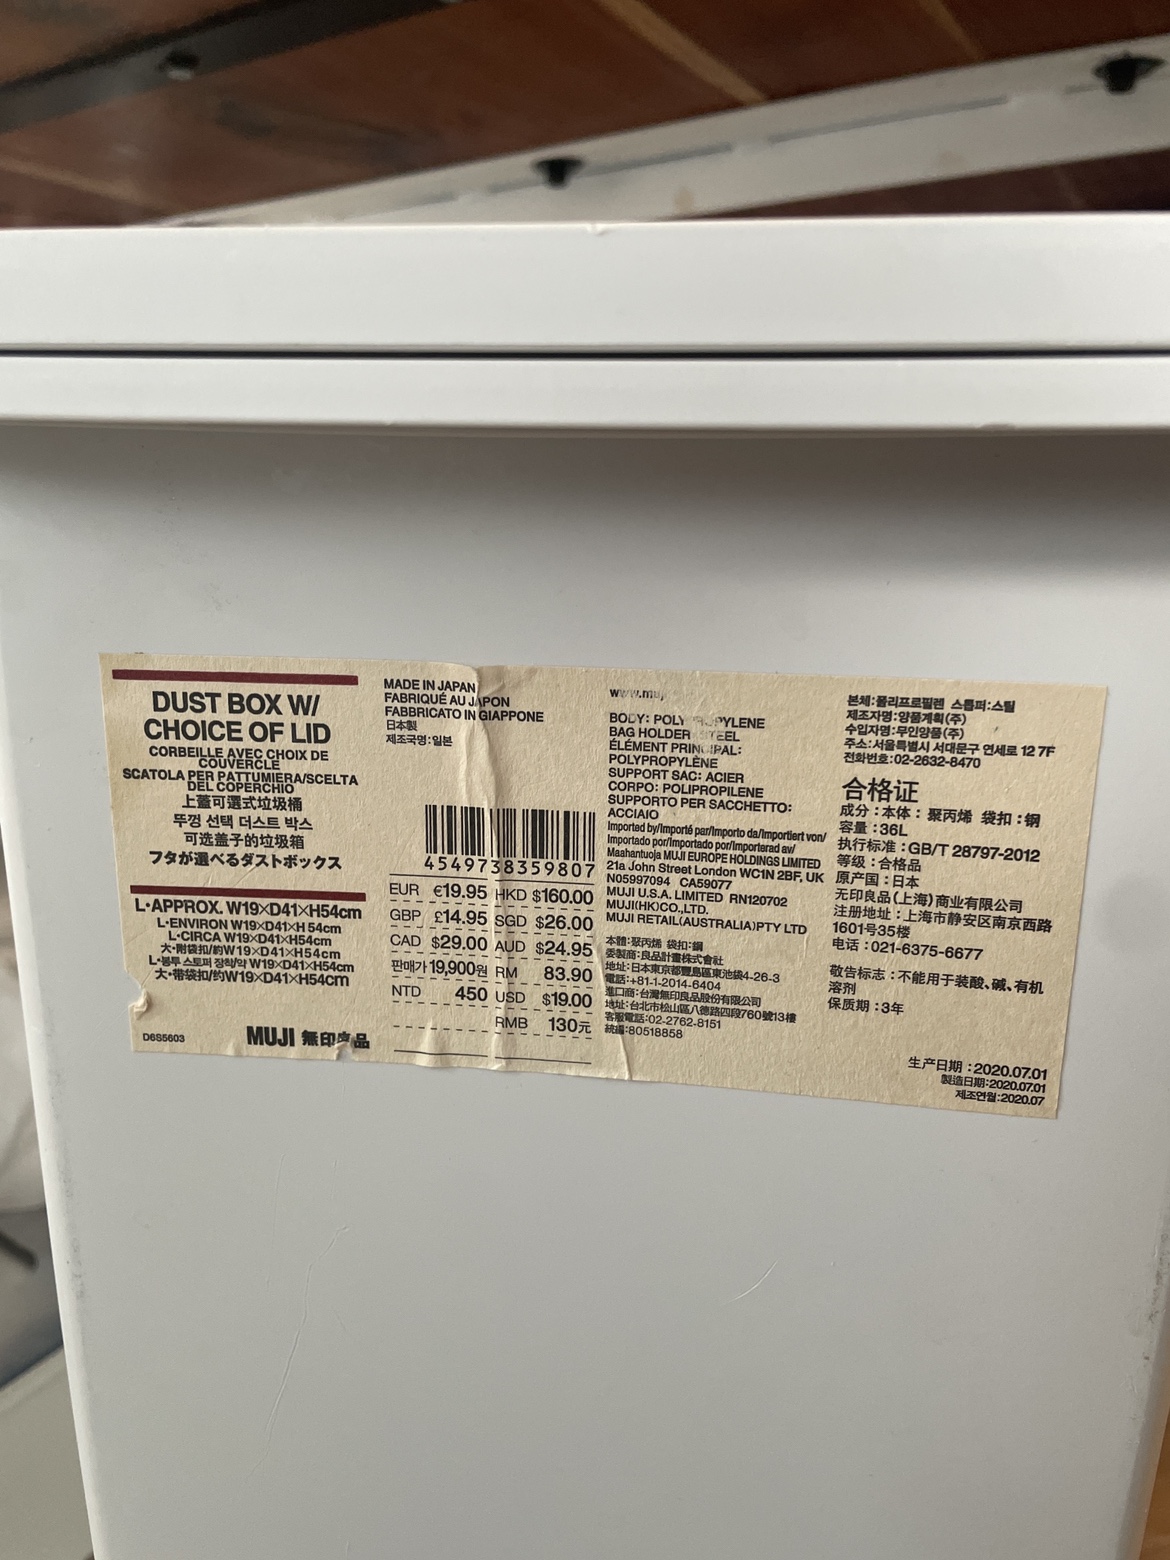 DUST BOX W/
CHOICE OF LID
CORBEILLE AVEC CHOIX DE
COUVERCLE
SCATOLA PER PATTUMIERA/SCELTA
DEL COPERCHIO
上蓋可選式垃圾桶
뚜껑 선택 더스트 박스
可选盖子的垃圾箱
フタが選べるダストボックス
L・APPROX. W19×D41×H54cm
L・ENVIRON W19×D41×H 54cm
L・CIRCA W19×D41×H54cm
大・附袋扣/約W19×D41×H54cm
L・봉투 스토퍼 장착/약 W19×D41×H54cm
大・带袋扣/约W19×D41×H54cm
D6S5603
MUJI 無印良品
MADE IN JAPAN
FABRIQUÉ AU JAPON
FABBRICATO IN GIAPPONE
日本製
제조국명:일본
4549738359807
EUR €19.95 HKD $160.00
GBP £14.95 SGD $26.00
CAD $29.00 AUD $24.95
판매가 19,900원 RM 83.90
NTD 450 USD $19.00
RMB 130元
www.muj
BODY: POLY PYLENE
BAG HOLDER TEEL
ÉLÉMENT PRINCIPAL:
POLYPROPYLÈNE
SUPPORT SAC: ACIER
CORPO: POLIPROPILENE
SUPPORTO PER SACCHETTO:
ACCIAIO
Imported by/Importé par/Importo da/Importiert von/
Importado por/Importado por/Importerad av/
Maahantuoja MUJI EUROPE HOLDINGS LIMITED
21a John Street London WC1N 2BF, UK
N05997094 CA59077
MUJI U.S.A. LIMITED RN120702
MUJI(HK)CO.,LTD.
MUJI RETAIL(AUSTRALIA)PTY LTD
本體:聚丙烯 袋扣:鋼
委製商:良品計畫株式會社
地址:日本東京都豐島區東池袋4-26-3
電話:+81-1-2014-6404
進口商:台灣無印良品股份有限公司
地址:台北市松山區八德路四段760號13樓
客服電話:02-2762-8151
統編:80518858
본체:폴리프로필렌 스톱퍼:스틸
제조자명:양품계획(주)
수입자명:무인양품(주)
주소:서울특별시 서대문구 연세로 12 7F
전화번호:02-2632-8470
合格证
成分:本体: 聚丙烯 袋扣:钢
容量:36L
执行标准:GB/T 28797-2012
等级:合格品
原产国:日本
无印良品(上海)商业有限公司
注册地址:上海市静安区南京西路
1601号35楼
电话:021-6375-6677
敬告标志:不能用于装酸、碱、有机
溶剂
保质期:3年
生产日期:2020.07.01
製造日期:2020.07.01
제조연월:2020.07